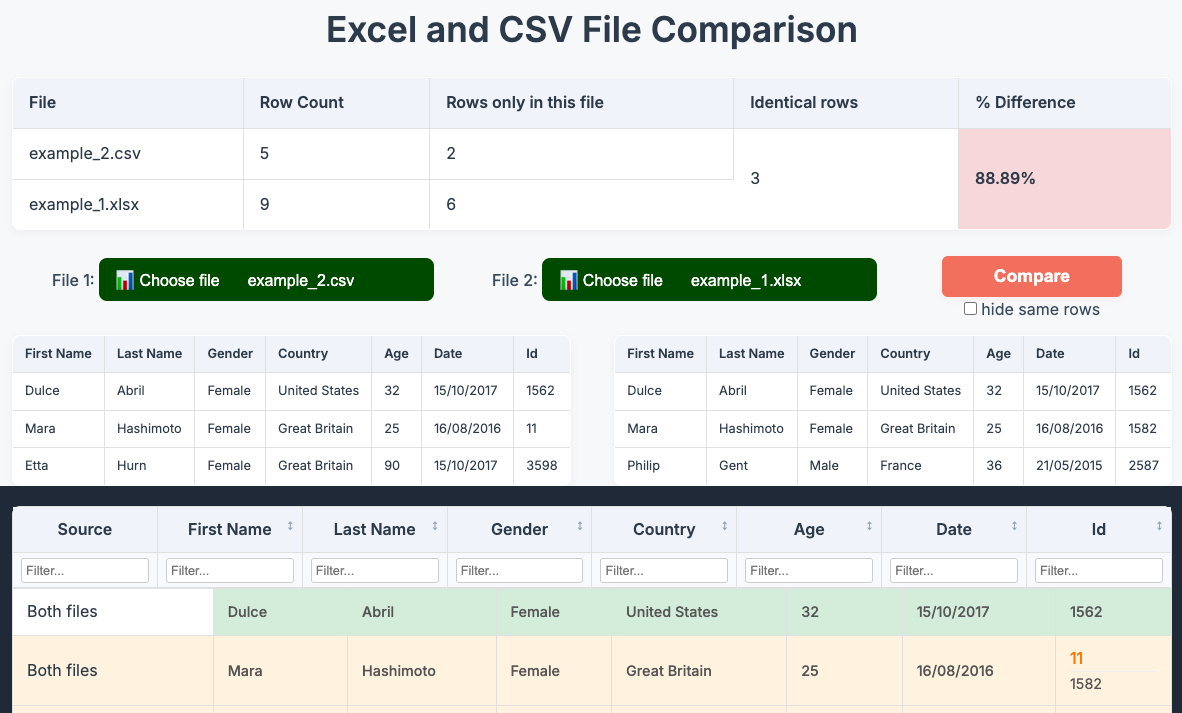 Excel and CSV File Comparison
File Row Count Rows only in this file Identical rows % Difference
example_2.csv 5 2
3 88.89%
example_1.xlsx 9 6
File 1: Choose file example_2.csv File 2: Choose file example_1.xlsx Compare
hide same rows
First Name Last Name Gender Country Age Date Id First Name Last Name Gender Country Age Date Id
Dulce Abril Female United States 32 15/10/2017 1562 Dulce Abril Female United States 32 15/10/2017 1562
Mara Hashimoto Female Great Britain 25 16/08/2016 11 Mara Hashimoto Female Great Britain 25 16/08/2016 1582
Etta Hurn Female Great Britain 90 15/10/2017 3598 Philip Gent Male France 36 21/05/2015 2587
Source First Name Last Name Gender Country Age Date Id
Filter... Filter... Filter... Filter... Filter... Filter... Filter... Filter...
Both files Dulce Abril Female United States 32 15/10/2017 1562
Both files Mara Hashimoto Female Great Britain 25 16/08/2016 11
1582